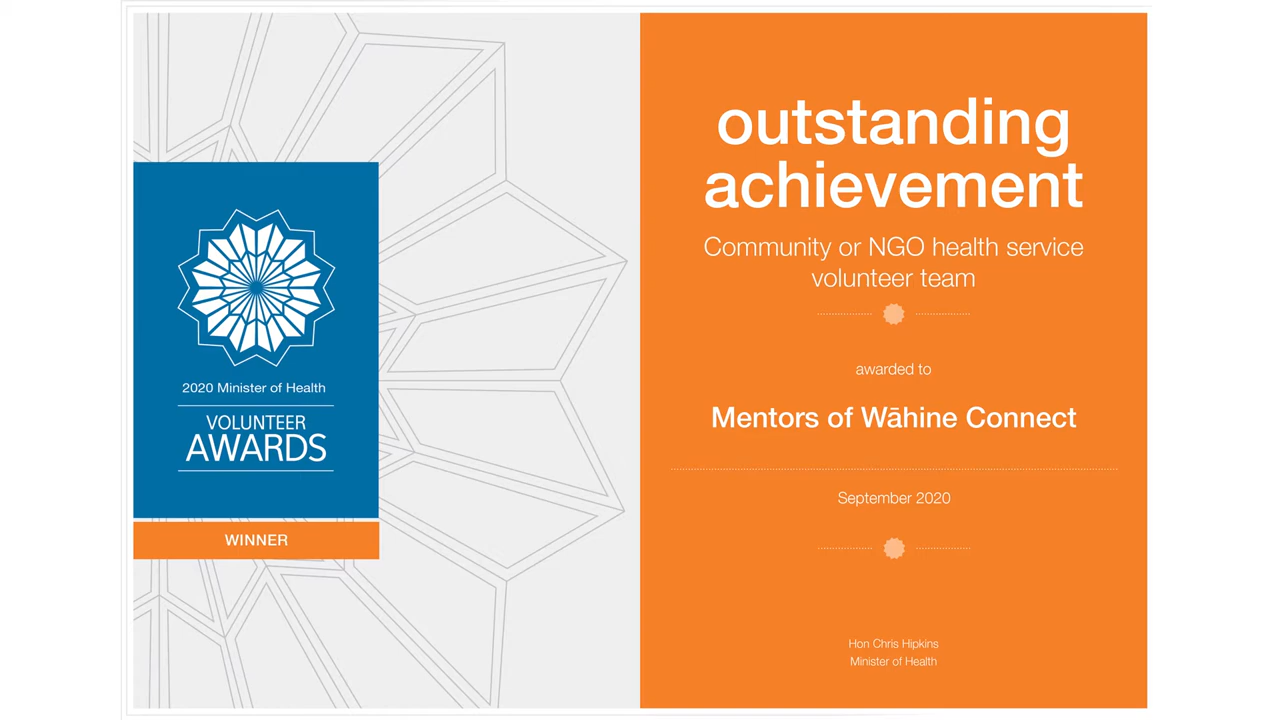 2020 Minister of Health
VOLUNTEER
AWARDS
WINNER
outstanding
achievement
Community or NGO health service
volunteer team
awarded to
Mentors of Wāhine Connect
September 2020
Hon Chris Hipkins
Minister of Health